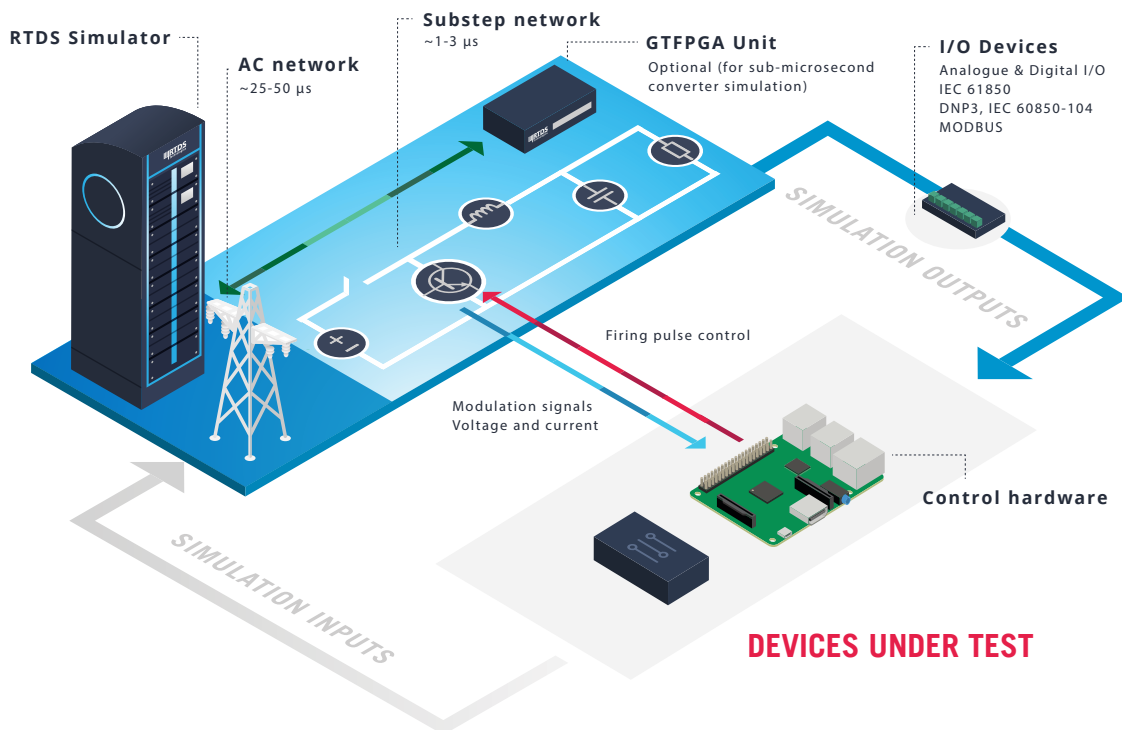 RTDS Simulator
AC network
~25-50 μs
Substep network
~1-3 μs
GTFPGA Unit
Optional (for sub-microsecond
converter simulation)
I/O Devices
Analogue & Digital I/O
IEC 61850
DNP3, IEC 60850-104
MODBUS
RTDS
RTDS
SIMULATION OUTPUTS
Firing pulse control
Modulation signals
Voltage and current
Control hardware
SIMULATION INPUTS
DEVICES UNDER TEST